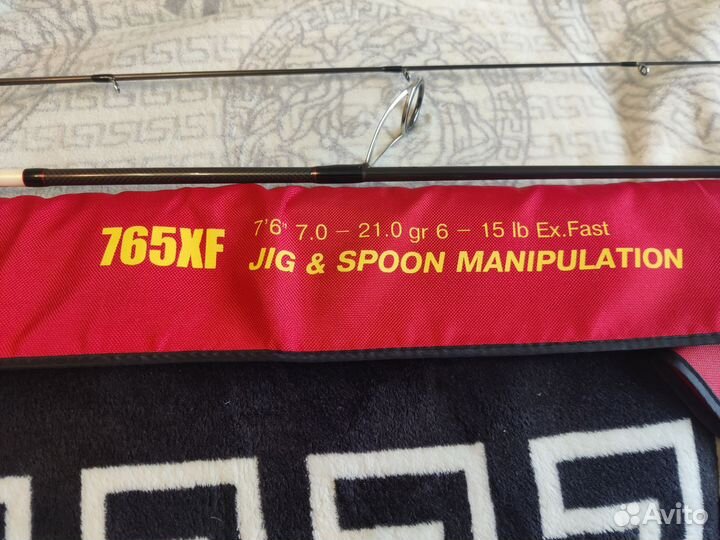 765XF 7'6" 7.0 - 21.0 gr 6 - 15 lb Ex.Fast
JIG & SPOON MANIPULATION
Avito